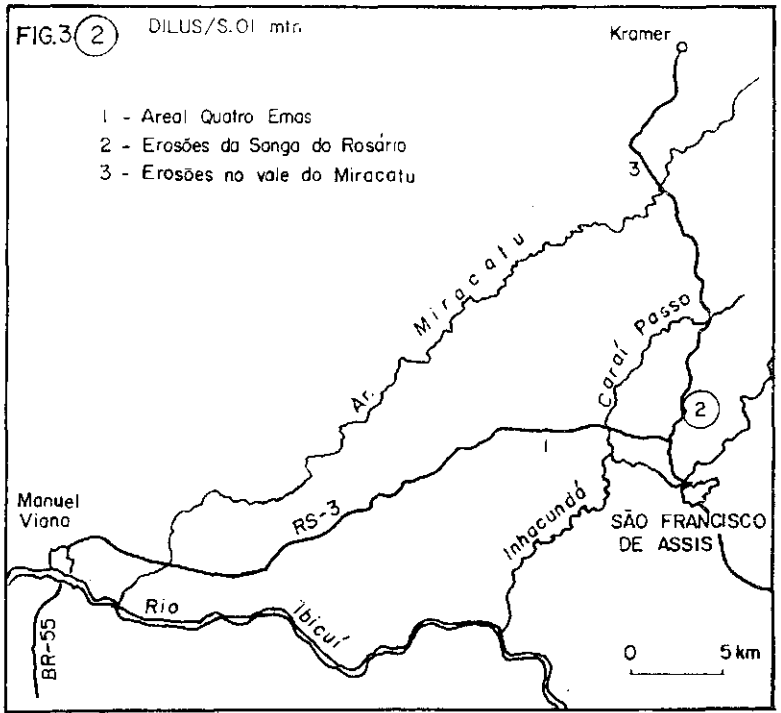 FIG.3 2 DILUS/S.01 mtr.
Kramer
1 - Areal Quatro Emas
2 - Erosões da Sanga do Rosário
3 - Erosões no vale do Miracatu
3
Ar. Miracatu
Caraí Passo
2
1
Manuel
Viana
RS-3
Inhacundá
SÃO FRANCISCO
DE ASSIS
Rio Ibicuí
BR-55
0 5 km